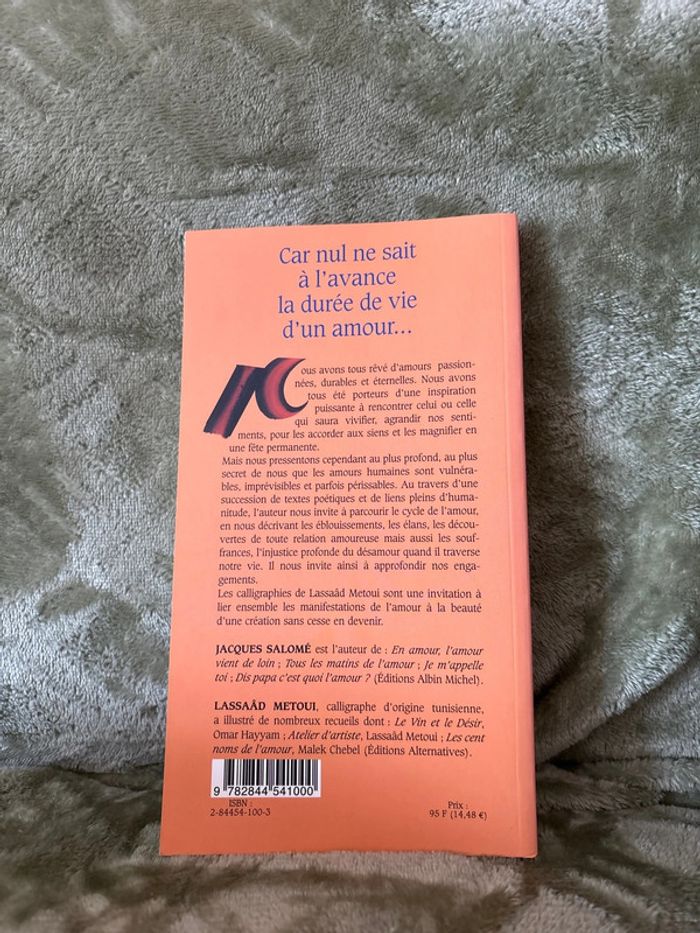 Car nul ne sait
à l'avance
la durée de vie
d'un amour...
Nous avons tous rêvé d'amours passion-
nées, durables et éternelles. Nous avons
tous été porteurs d'une inspiration
puissante à rencontrer celui ou celle
qui saura vivifier, agrandir nos senti-
ments, pour les accorder aux siens et les magnifier en
une fête permanente.
Mais nous pressentons cependant au plus profond, au plus
secret de nous que les amours humaines sont vulnéra-
bles, imprévisibles et parfois périssables. Au travers d'une
succession de textes poétiques et de liens pleins d'huma-
nitude, l'auteur nous invite à parcourir le cycle de l'amour,
en nous décrivant les éblouissements, les élans, les décou-
vertes de toute relation amoureuse mais aussi les souf-
frances, l'injustice profonde du désamour quand il traverse
notre vie. Il nous invite ainsi à approfondir nos enga-
gements.
Les calligraphies de Lassaâd Metoui sont une invitation à
lier ensemble les manifestations de l'amour à la beauté
d'une création sans cesse en devenir.
JACQUES SALOMÉ est l'auteur de : En amour, l'amour
vient de loin ; Tous les matins de l'amour ; Je m'appelle
toi ; Dis papa c'est quoi l'amour ? (Éditions Albin Michel).
LASSAÂD METOUI, calligraphe d'origine tunisienne,
a illustré de nombreux recueils dont : Le Vin et le Désir,
Omar Hayyam ; Atelier d'artiste, Lassaâd Metoui ; Les cent
noms de l'amour, Malek Chebel (Éditions Alternatives).
9 782844 541000
ISBN :
2-84454-100-3
Prix :
95 F (14,48 €)